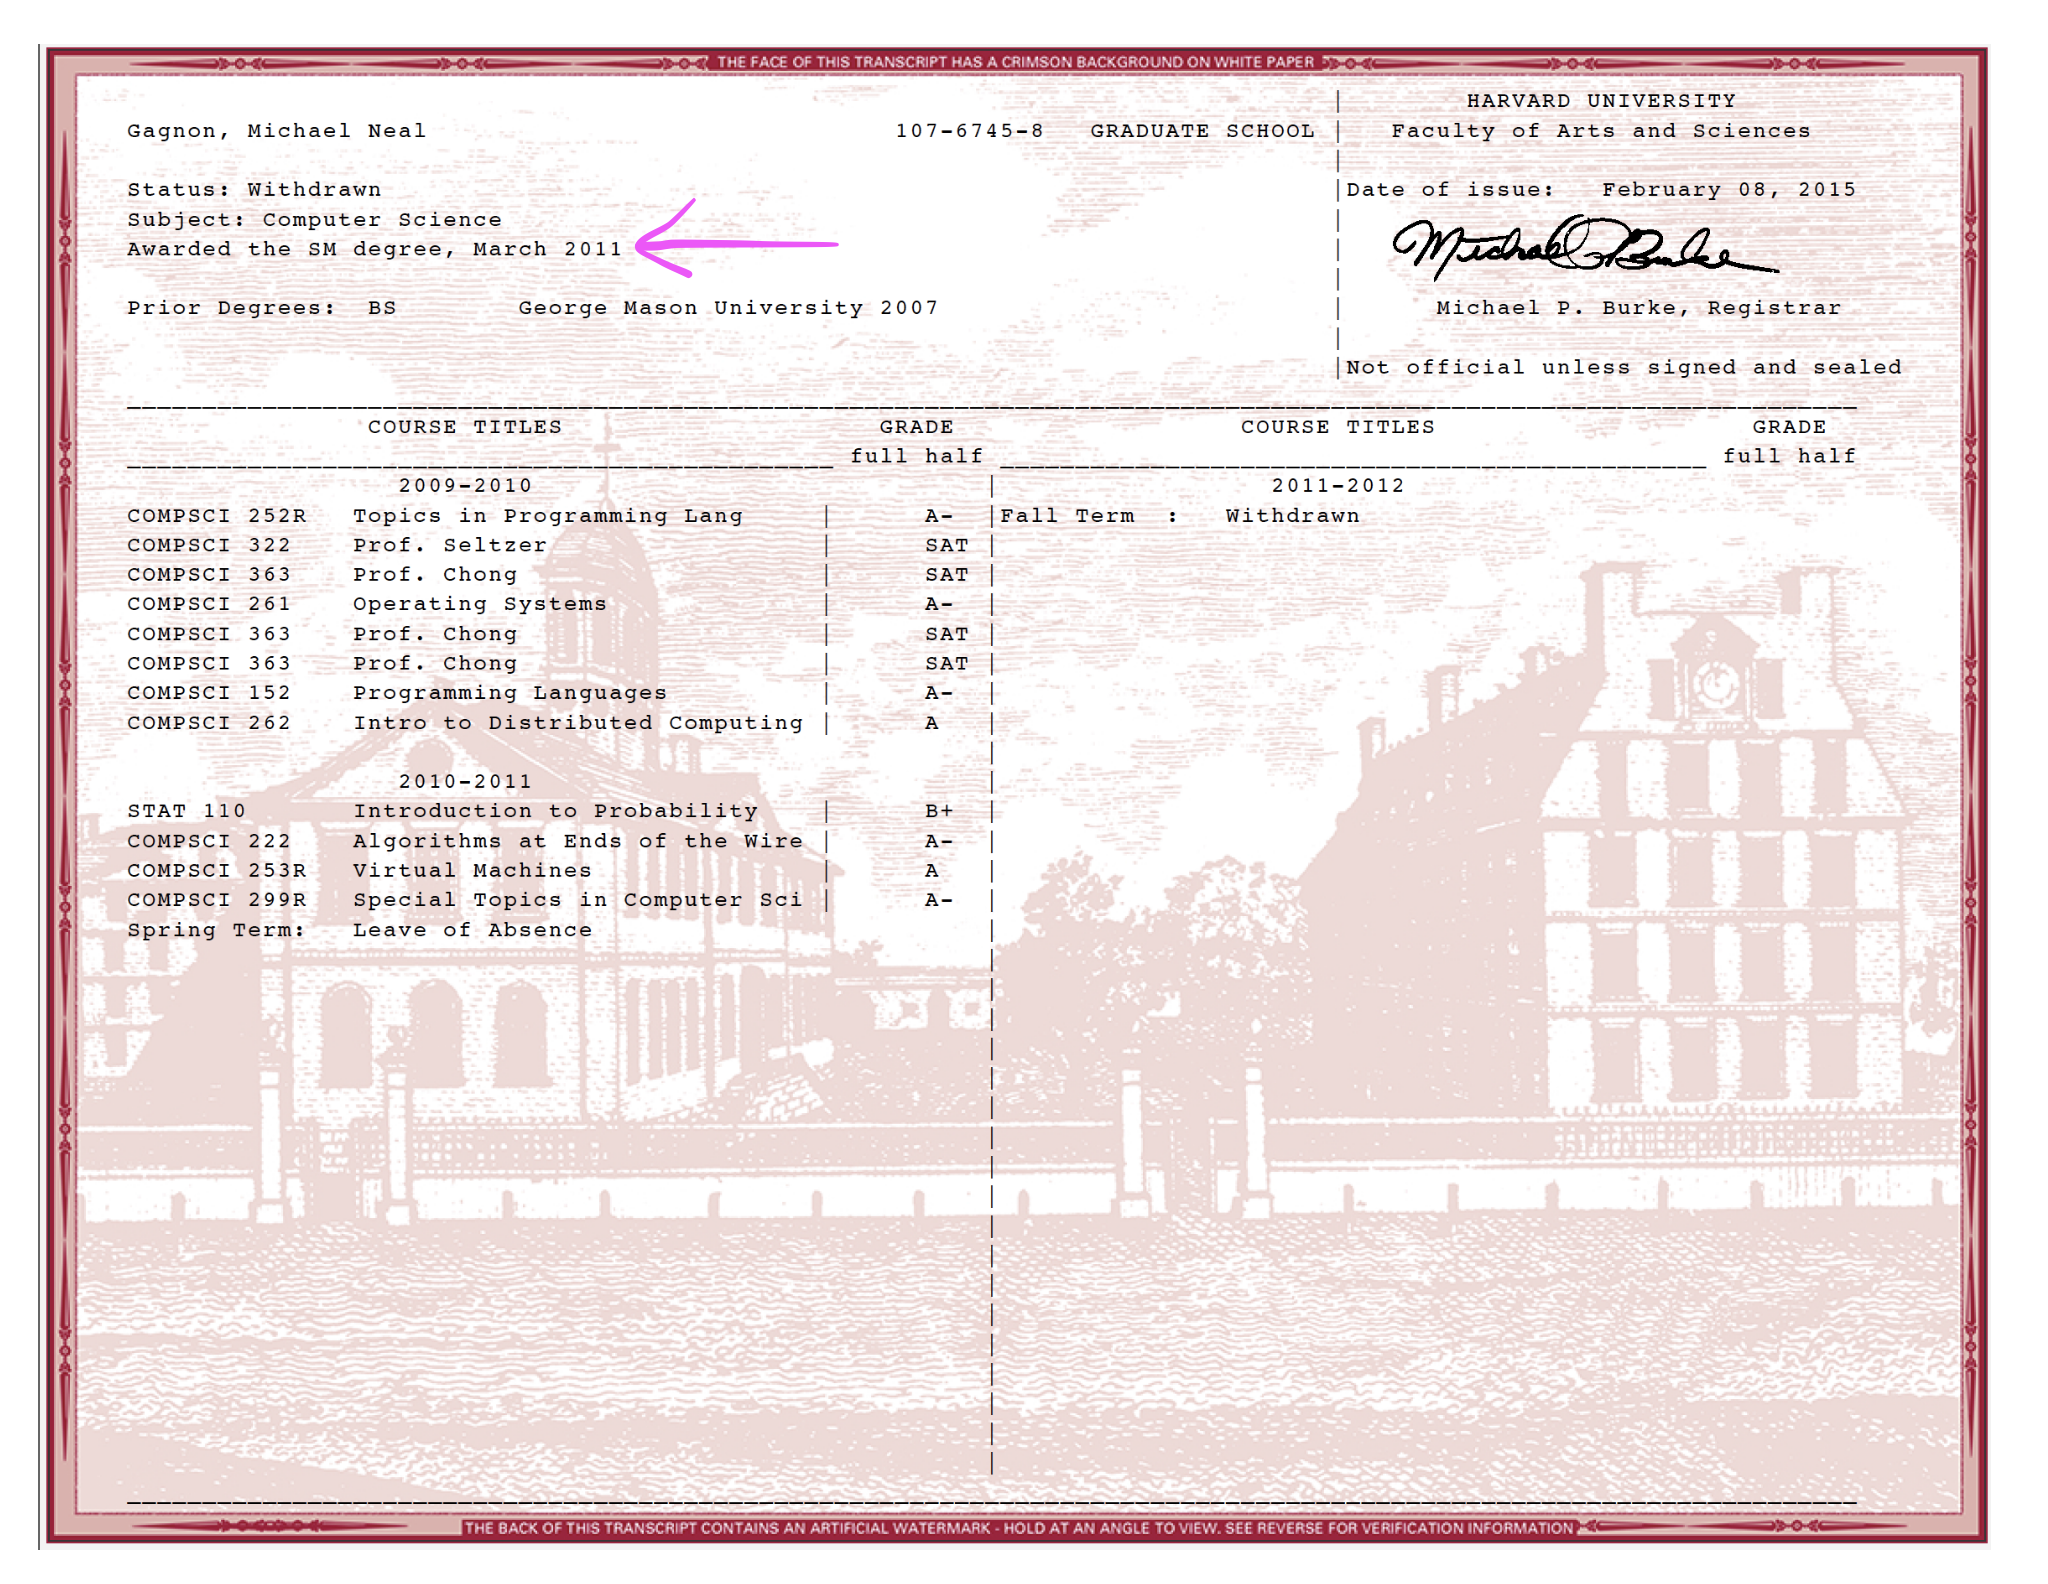 THE FACE OF THIS TRANSCRIPT HAS A CRIMSON BACKGROUND ON WHITE PAPER
HARVARD UNIVERSITY
Gagnon, Michael Neal 107-6745-8 GRADUATE SCHOOL Faculty of Arts and Sciences
Status: Withdrawn Date of issue: February 08, 2015
Subject: Computer Science
Awarded the SM degree, March 2011
Michael P Burke
Prior Degrees: BS George Mason University 2007 Michael P. Burke, Registrar
Not official unless signed and sealed
COURSE TITLES GRADE COURSE TITLES GRADE
full half full half
2009-2010 2011-2012
COMPSCI 252R Topics in Programming Lang | A- |Fall Term : Withdrawn
COMPSCI 322 Prof. Seltzer | SAT |
COMPSCI 363 Prof. Chong | SAT |
COMPSCI 261 Operating Systems | A- |
COMPSCI 363 Prof. Chong | SAT |
COMPSCI 363 Prof. Chong | SAT |
COMPSCI 152 Programming Languages | A- |
COMPSCI 262 Intro to Distributed Computing | A |
2010-2011
STAT 110 Introduction to Probability | B+ |
COMPSCI 222 Algorithms at Ends of the Wire | A- |
COMPSCI 253R Virtual Machines | A |
COMPSCI 299R Special Topics in Computer Sci | A- |
Spring Term: Leave of Absence
THE BACK OF THIS TRANSCRIPT CONTAINS AN ARTIFICIAL WATERMARK - HOLD AT AN ANGLE TO VIEW. SEE REVERSE FOR VERIFICATION INFORMATION